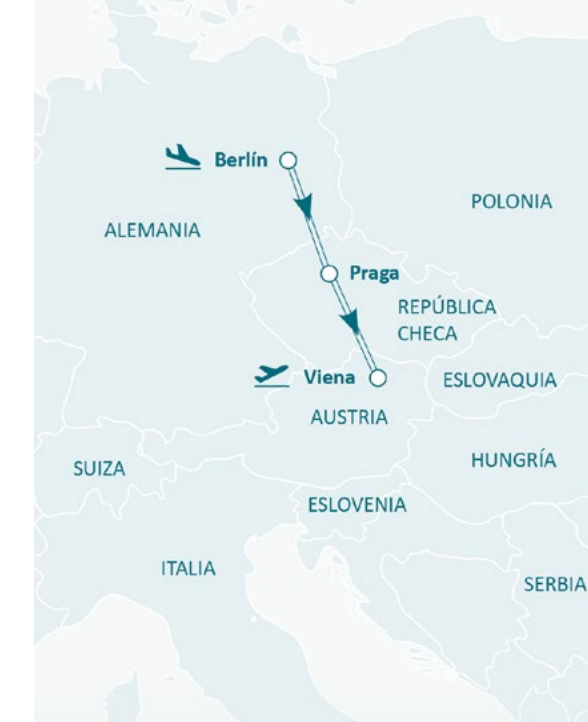 Berlín
POLONIA
ALEMANIA
Praga
REPÚBLICA
CHECA
Viena
ESLOVAQUIA
AUSTRIA
HUNGRÍA
SUIZA
ESLOVENIA
ITALIA
SERBIA